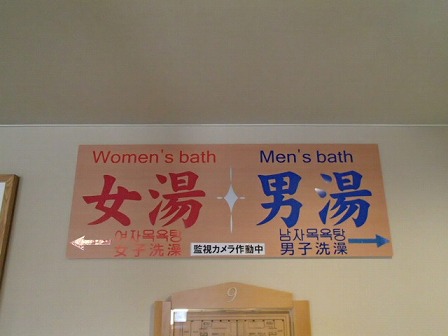 Women's bath
女湯
여자목욕탕
女子洗澡
Men's bath
男湯
남자목욕탕
男子洗澡
監視カメラ作動中
9